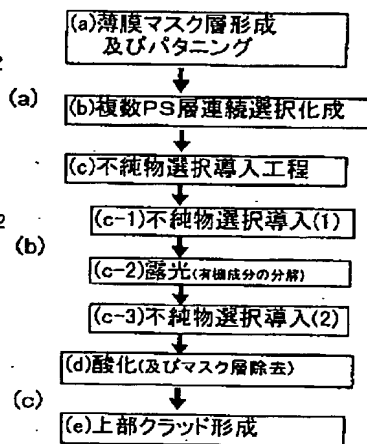 (a)薄膜マスク層形成
及びパタニング
(b)複数PS層連続選択化成
(c)不純物選択導入工程
(c-1)不純物選択導入(1)
(c-2)露光(有機成分の分解)
(c-3)不純物選択導入(2)
(d)酸化(及びマスク層除去)
(e)上部クラッド形成
2
(a)
2
(b)
(c)